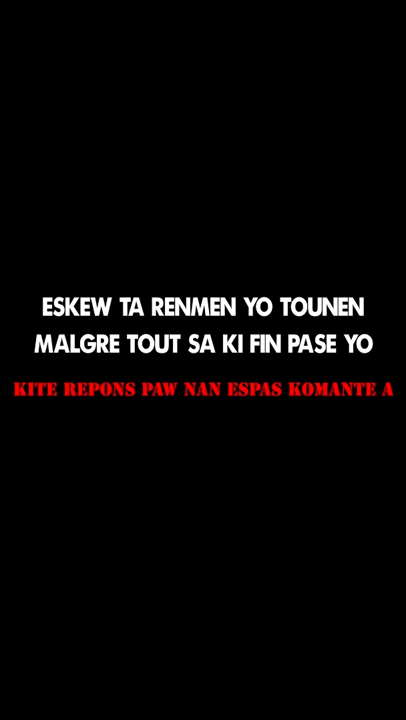 ESKEW TA RENMEN YO TOUNEN
MALGRE TOUT SA KI FIN PASE YO
KITE REPONS PAW NAN ESPAS KOMANTE A